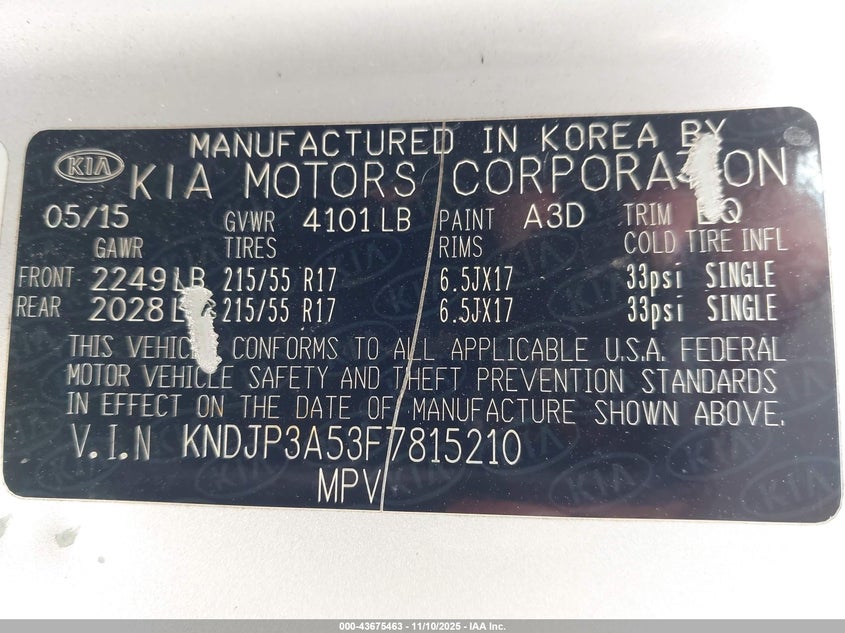 MANUFACTURED IN KOREA BY
KIA KIA MOTORS CORPORATION
05/15 GVWR 4101 LB PAINT A3D TRIM
GAWR TIRES RIMS COLD TIRE INFL
FRONT 2249 LB 215/55 R17 6.5JX17 33psi SINGLE
REAR 2028 215/55 R17 6.5JX17 33psi SINGLE
THIS VEHICLE CONFORMS TO ALL APPLICABLE U.S.A. FEDERAL
MOTOR VEHICLE SAFETY AND THEFT PREVENTION STANDARDS
IN EFFECT ON THE DATE OF MANUFACTURE SHOWN ABOVE.
V.I.N KNDJP3A53F7815210
MPV
000-43675463 - 11/10/2025 - IAA Inc.